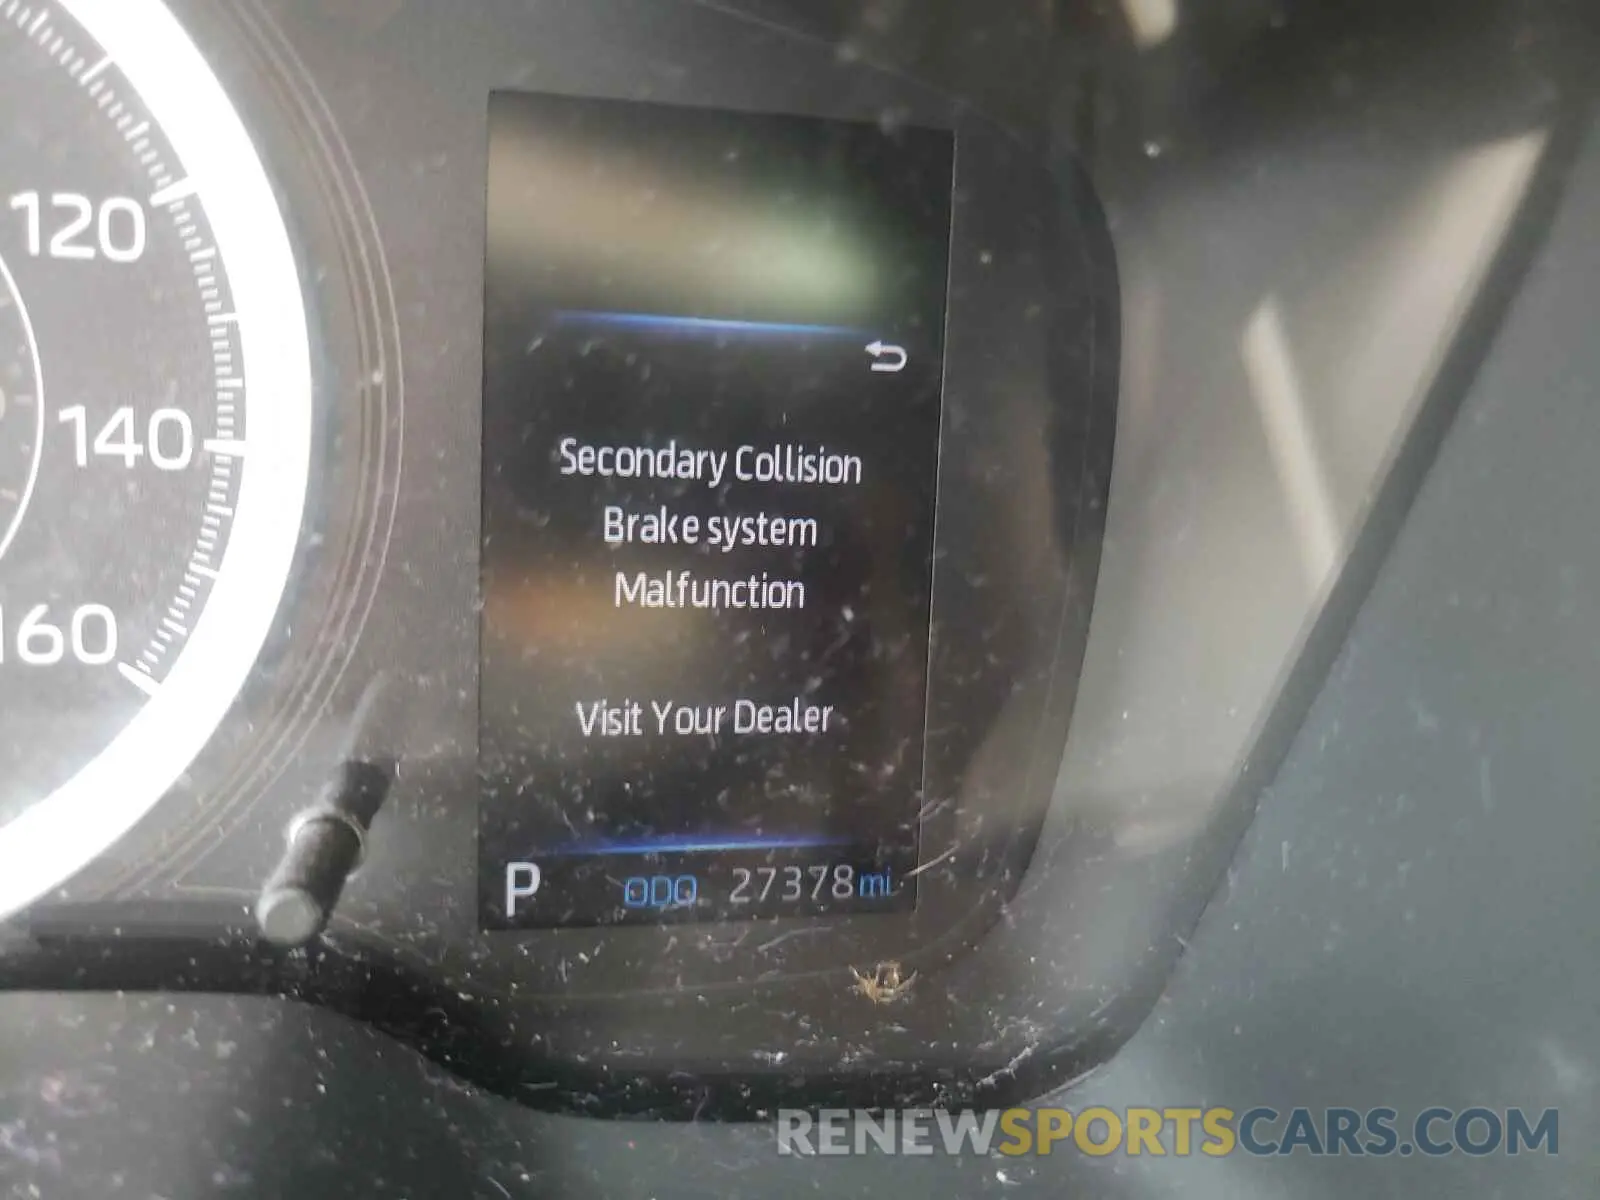 120
140
160
Secondary Collision
Brake system
Malfunction
Visit Your Dealer
P ODO 27378 mi
RENEWSPORTSCARS.COM